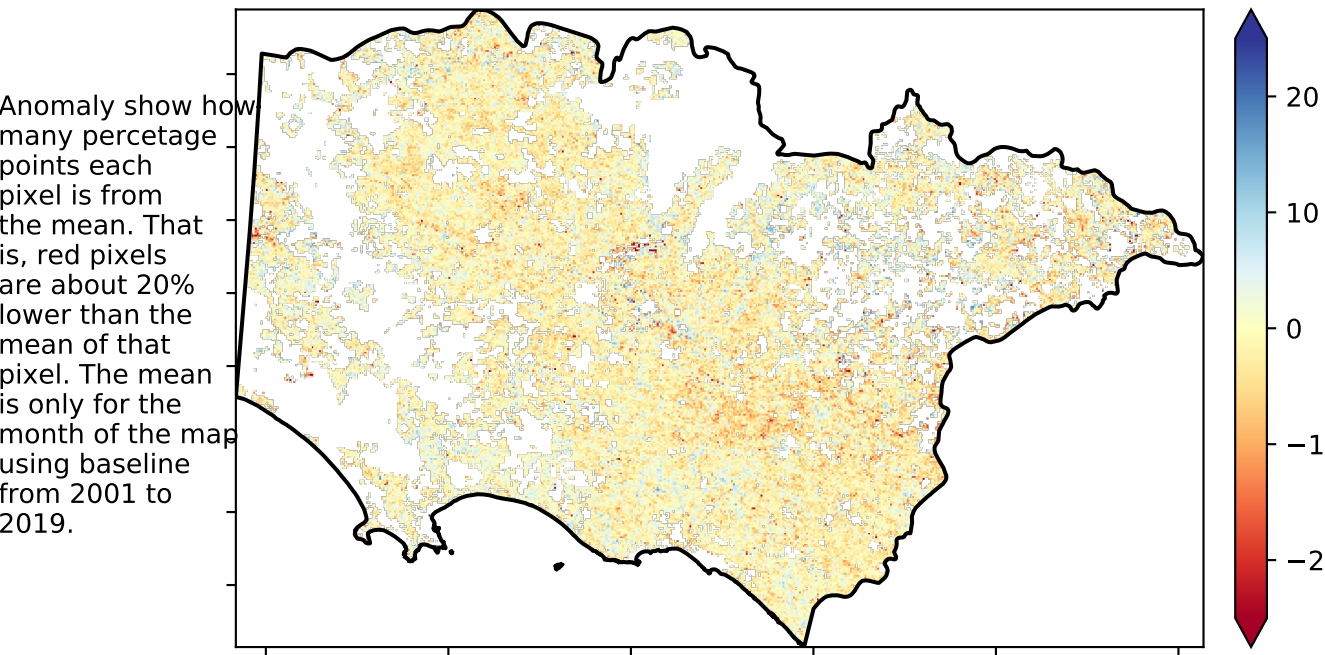 Anomaly show how
many percetage
points each
pixel is from
the mean. That
is, red pixels
are about 20%
lower than the
mean of that
pixel. The mean
is only for the
month of the map
using baseline
from 2001 to
2019.
20
10
0
−1
−2